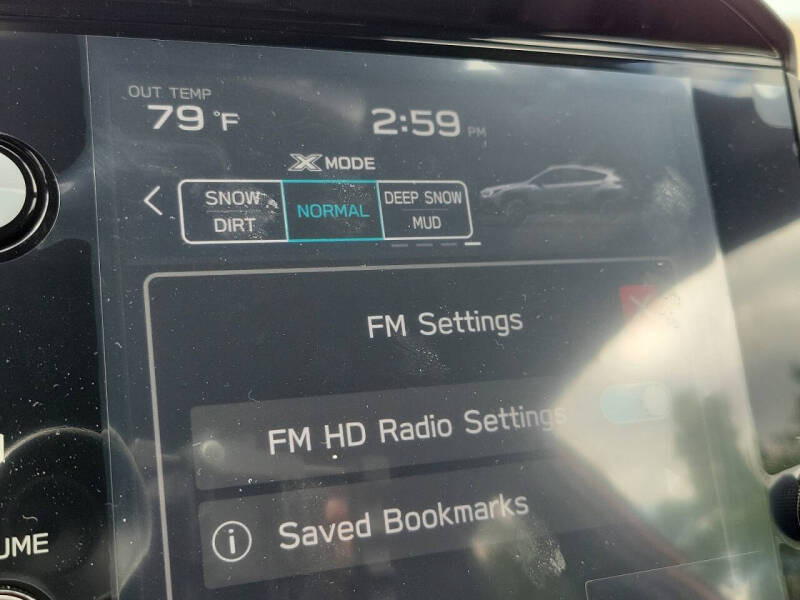 OUT TEMP
79 °F
2:59 PM
X MODE
SNOW
DIRT
NORMAL
DEEP SNOW
MUD
FM Settings
FM HD Radio Settings
i Saved Bookmarks
UME